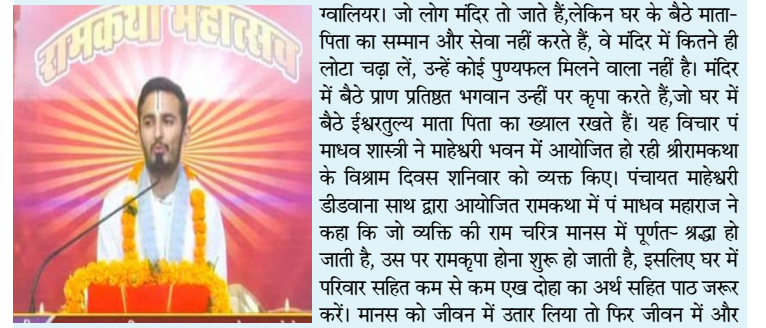 रामकथा महोत्सव
ग्वालियर। जो लोग मंदिर तो जाते हैं,लेकिन घर के बैठे माता-
पिता का सम्मान और सेवा नहीं करते हैं, वे मंदिर में कितने ही
लोटा चढ़ा लें, उन्हें कोई पुण्यफल मिलने वाला नहीं है। मंदिर
में बैठे प्राण प्रतिष्ठत भगवान उन्हीं पर कृपा करते हैं,जो घर में
बैठे ईश्वरतुल्य माता पिता का ख्याल रखते हैं। यह विचार पं
माधव शास्त्री ने माहेश्वरी भवन में आयोजित हो रही श्रीरामकथा
के विश्राम दिवस शनिवार को व्यक्त किए। पंचायत माहेश्वरी
डीडवाना साथ द्वारा आयोजित रामकथा में पं माधव महाराज ने
कहा कि जो व्यक्ति की राम चरित्र मानस में पूर्णतः श्रद्धा हो
जाती है, उस पर रामकृपा होना शुरू हो जाती है, इसलिए घर में
परिवार सहित कम से कम एख दोहा का अर्थ सहित पाठ जरूर
करें। मानस को जीवन में उतार लिया तो फिर जीवन में और